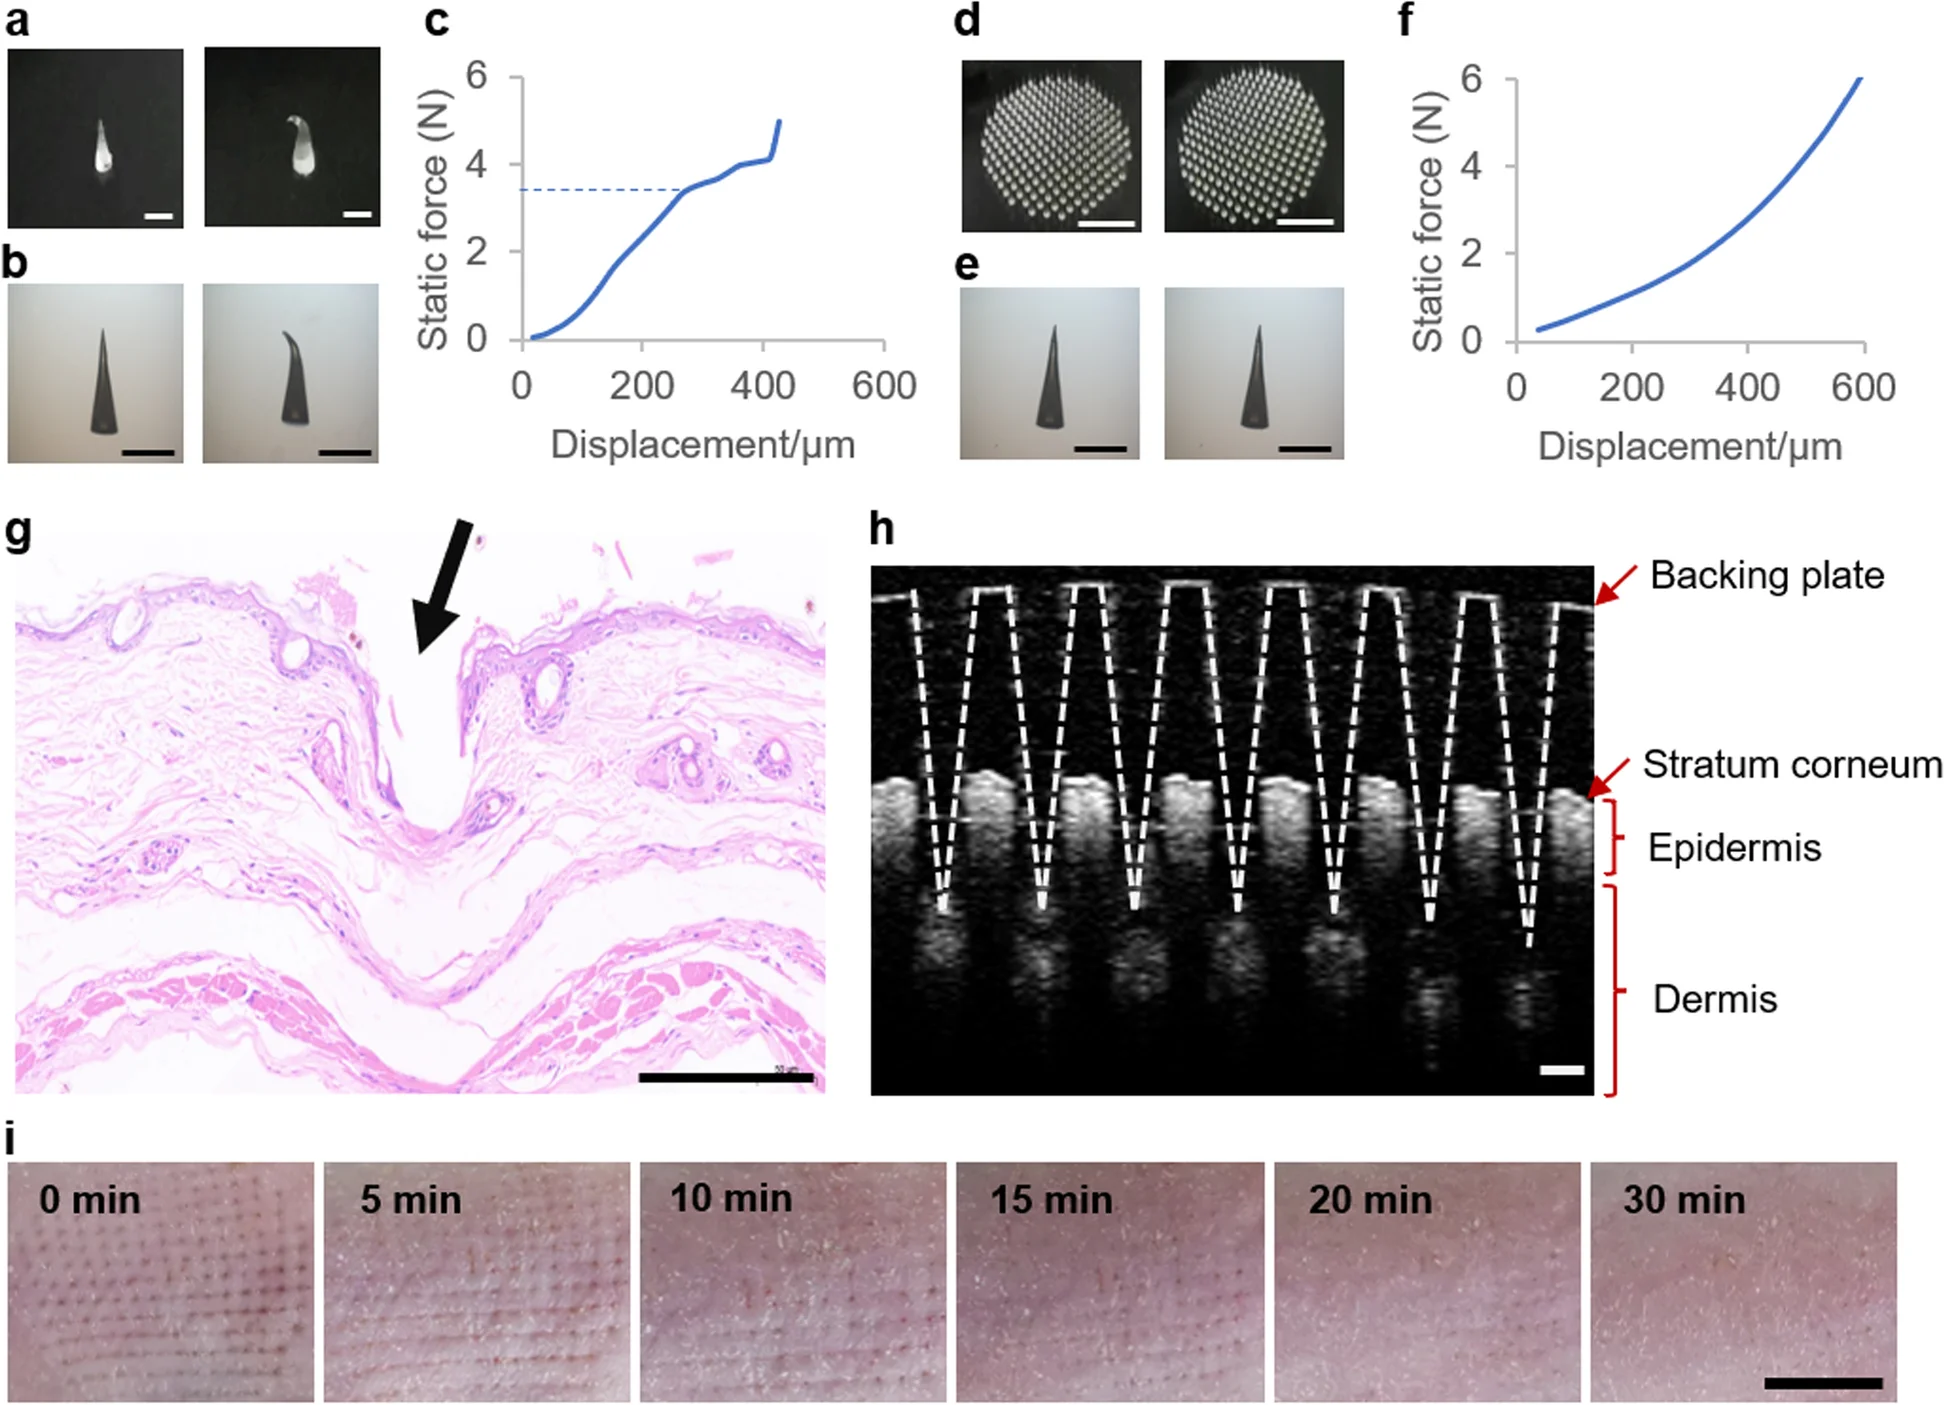 a
c
d
f
6
4
2
0
Static force (N)
0 200 400 600
Displacement/µm
6
4
2
0
Static force (N)
0 200 400 600
Displacement/µm
b
e
g
h
Backing plate
Stratum corneum
Epidermis
Dermis
50 µm
i
0 min
5 min
10 min
15 min
20 min
30 min